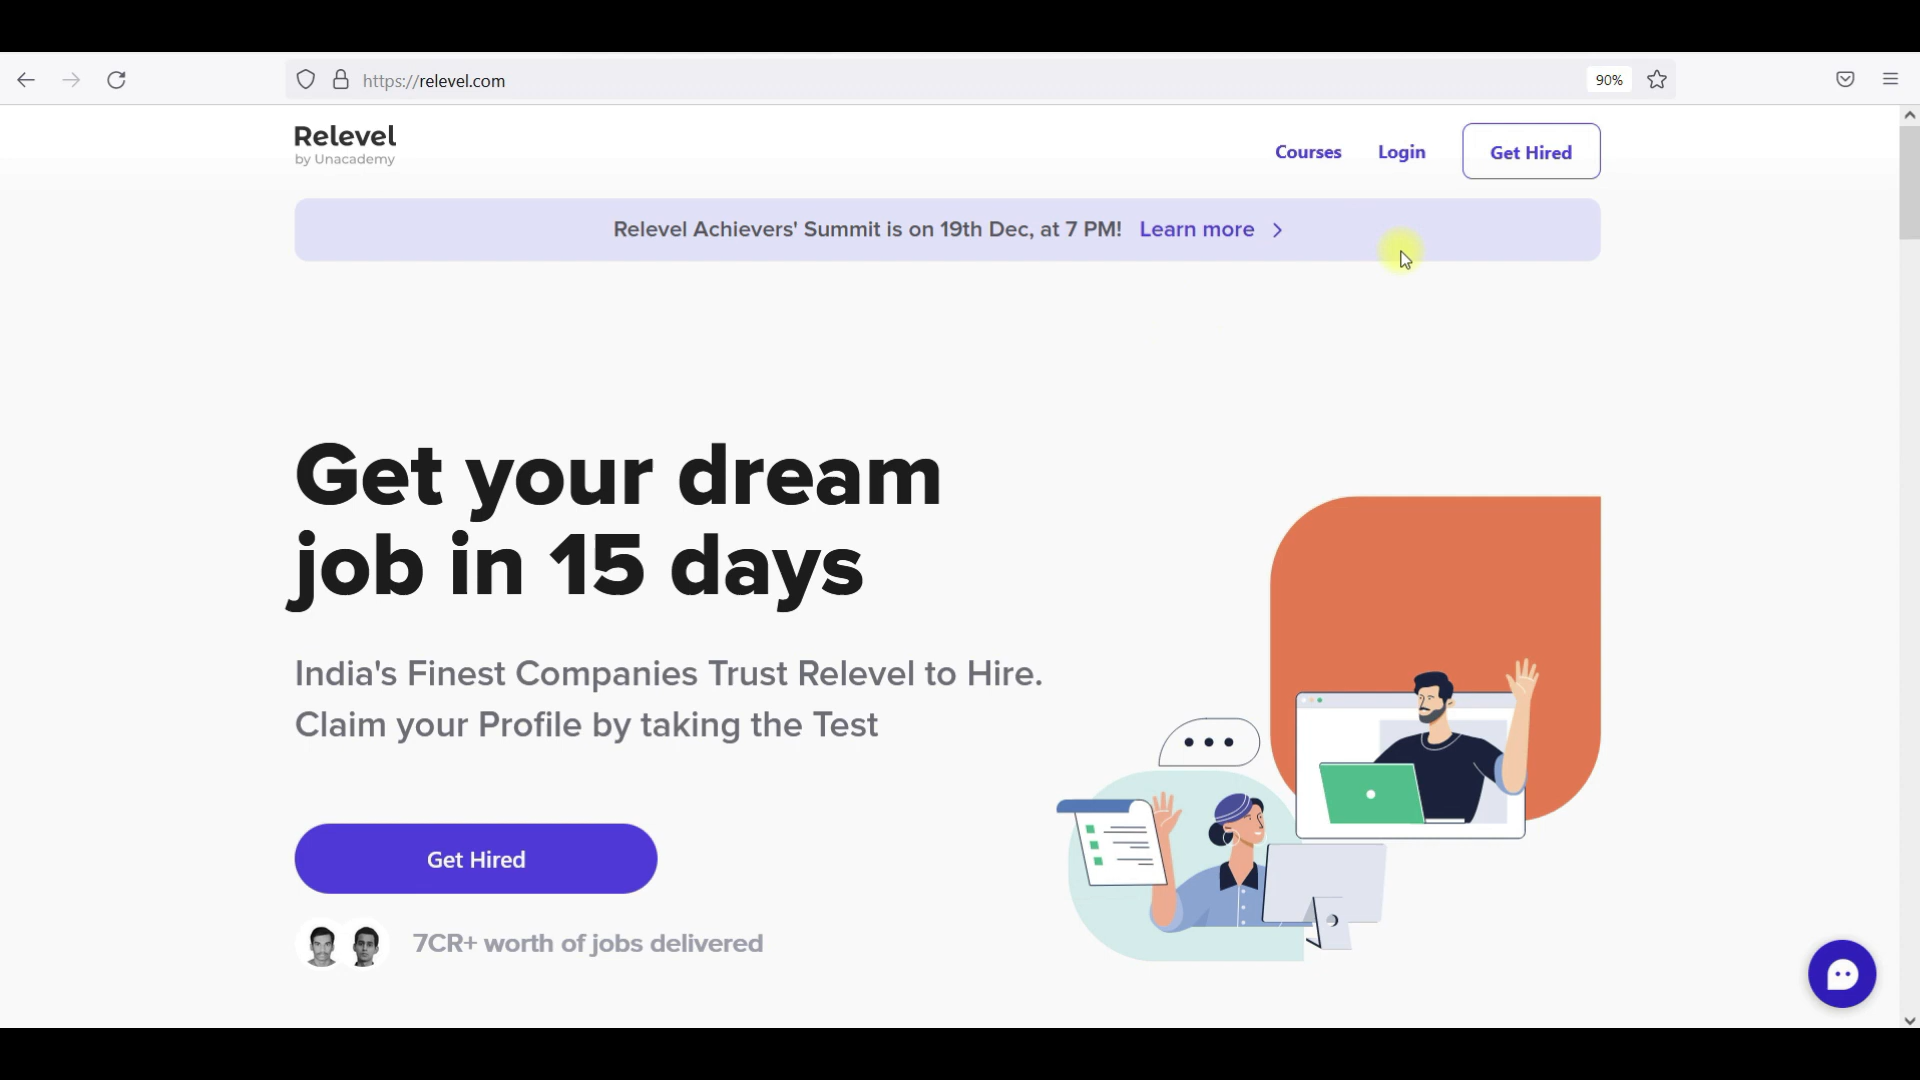 https://relevel.com
90%
Relevel
by Unacademy
Courses
Login
Get Hired
Relevel Achievers' Summit is on 19th Dec, at 7 PM! Learn more
Get your dream
job in 15 days
India's Finest Companies Trust Relevel to Hire.
Claim your Profile by taking the Test
Get Hired
7CR+ worth of jobs delivered